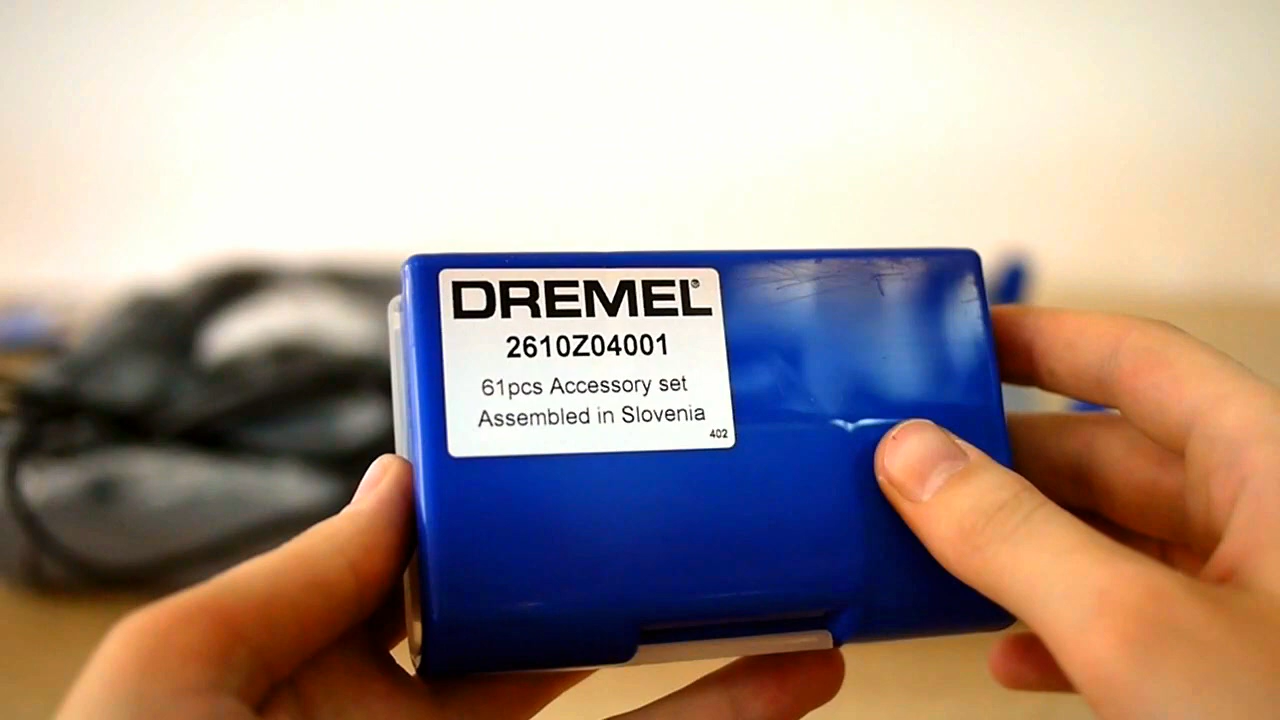 DREMEL®
2610Z04001
61pcs Accessory set
Assembled in Slovenia
402